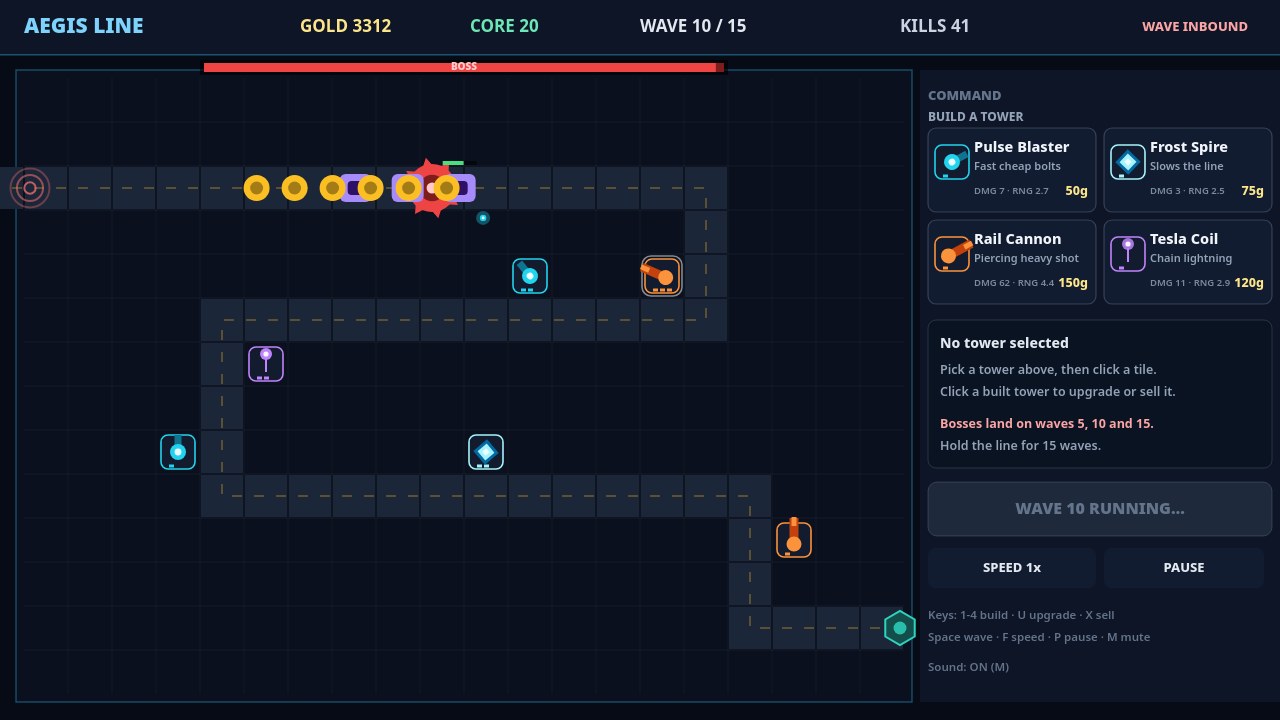 AEGIS LINE
GOLD 3312
CORE 20
WAVE 10 / 15
KILLS 41
WAVE INBOUND
BOSS
COMMAND
BUILD A TOWER
Pulse Blaster
Fast cheap bolts
DMG 7 · RNG 2.7
50g
Frost Spire
Slows the line
DMG 3 · RNG 2.5
75g
Rail Cannon
Piercing heavy shot
DMG 62 · RNG 4.4
150g
Tesla Coil
Chain lightning
DMG 11 · RNG 2.9
120g
No tower selected
Pick a tower above, then click a tile.
Click a built tower to upgrade or sell it.
Bosses land on waves 5, 10 and 15.
Hold the line for 15 waves.
WAVE 10 RUNNING...
SPEED 1x
PAUSE
Keys: 1-4 build · U upgrade · X sell
Space wave · F speed · P pause · M mute
Sound: ON (M)